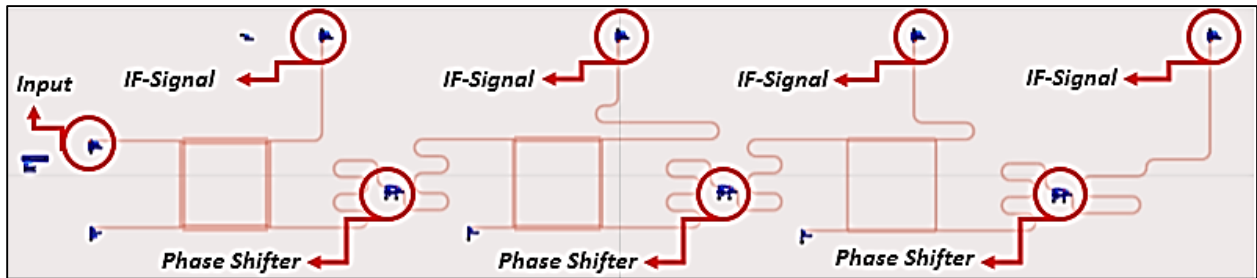 IF-Signal
IF-Signal
IF-Signal
IF-Signal
Input
Phase Shifter
Phase Shifter
Phase Shifter